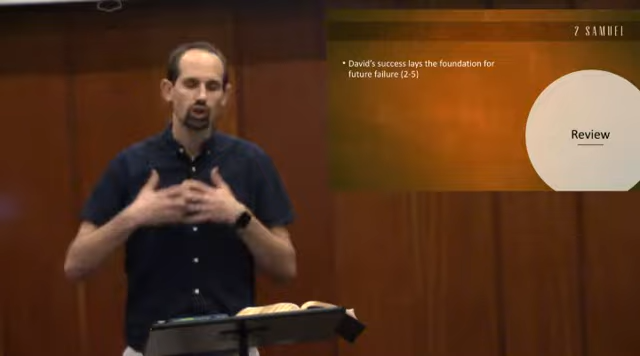 2 SAMUEL
• David's success lays the foundation for
future failure (2-5)
Review